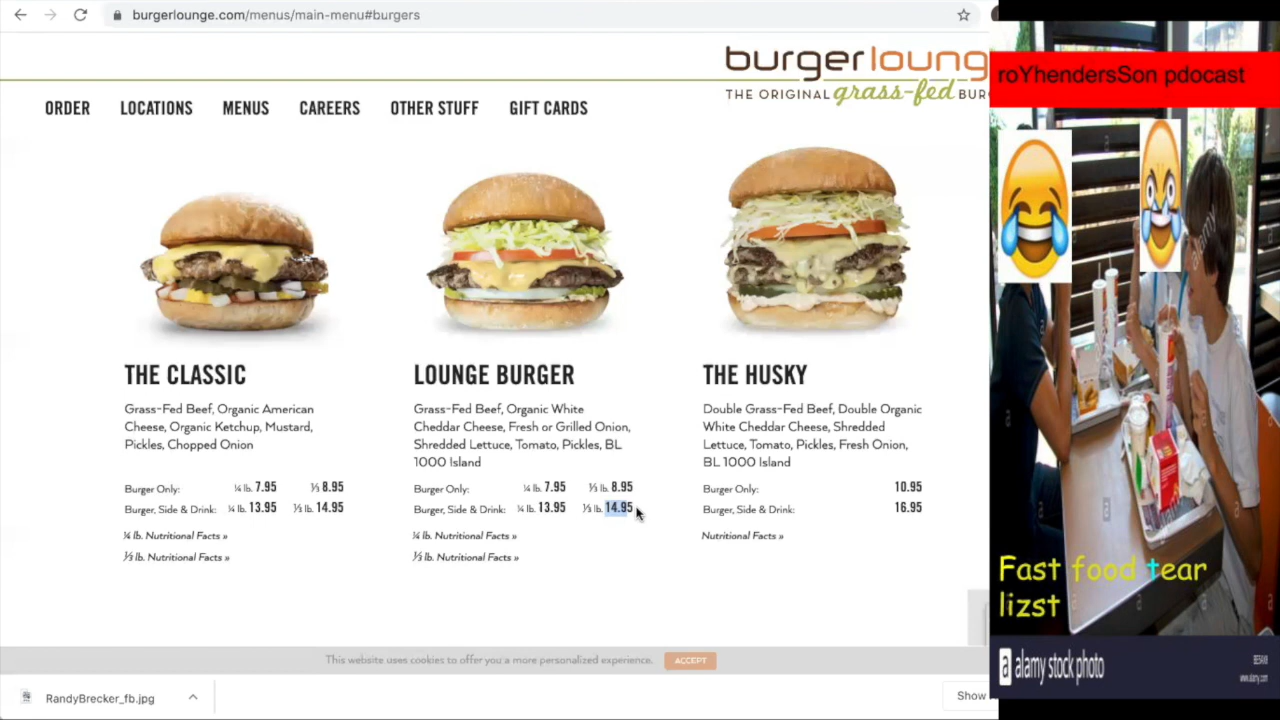 burgerlounge.com/menus/main-menu#burgers
burgerloung
THE ORIGINAL grass-fed BUR
ORDER LOCATIONS MENUS CAREERS OTHER STUFF GIFT CARDS
roYhendersSon pdocast
THE CLASSIC
Grass-Fed Beef, Organic American
Cheese, Organic Ketchup, Mustard,
Pickles, Chopped Onion
Burger Only: ¼ lb. 7.95 ⅓ 8.95
Burger, Side & Drink: ¼ lb. 13.95 ⅓ lb. 14.95
¼ lb. Nutritional Facts »
⅓ lb. Nutritional Facts »
LOUNGE BURGER
Grass-Fed Beef, Organic White
Cheddar Cheese, Fresh or Grilled Onion,
Shredded Lettuce, Tomato, Pickles, BL
1000 Island
Burger Only: ¼ lb. 7.95 ⅓ lb. 8.95
Burger, Side & Drink: ¼ lb. 13.95 ⅓ lb. 14.95
¼ lb. Nutritional Facts »
⅓ lb. Nutritional Facts »
THE HUSKY
Double Grass-Fed Beef, Double Organic
White Cheddar Cheese, Shredded
Lettuce, Tomato, Pickles, Fresh Onion,
BL 1000 Island
Burger Only: 10.95
Burger, Side & Drink: 16.95
Nutritional Facts »
alamy
Fast food tear
lizst
a alamy stock photo
www.alamy.com
This website uses cookies to offer you a more personalized experience. ACCEPT
RandyBrecker_fb.jpg
Show